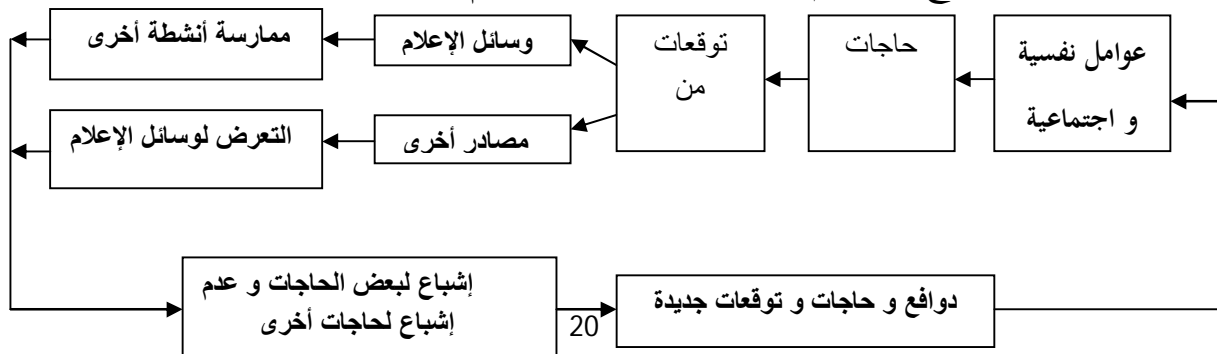 عوامل نفسية
و اجتماعية
حاجات
توقعات
من
وسائل الإعلام
ممارسة أنشطة أخرى
مصادر أخرى
التعرض لوسائل الإعلام
إشباع لبعض الحاجات و عدم
إشباع لحاجات أخرى
دوافع و حاجات و توقعات جديدة
20